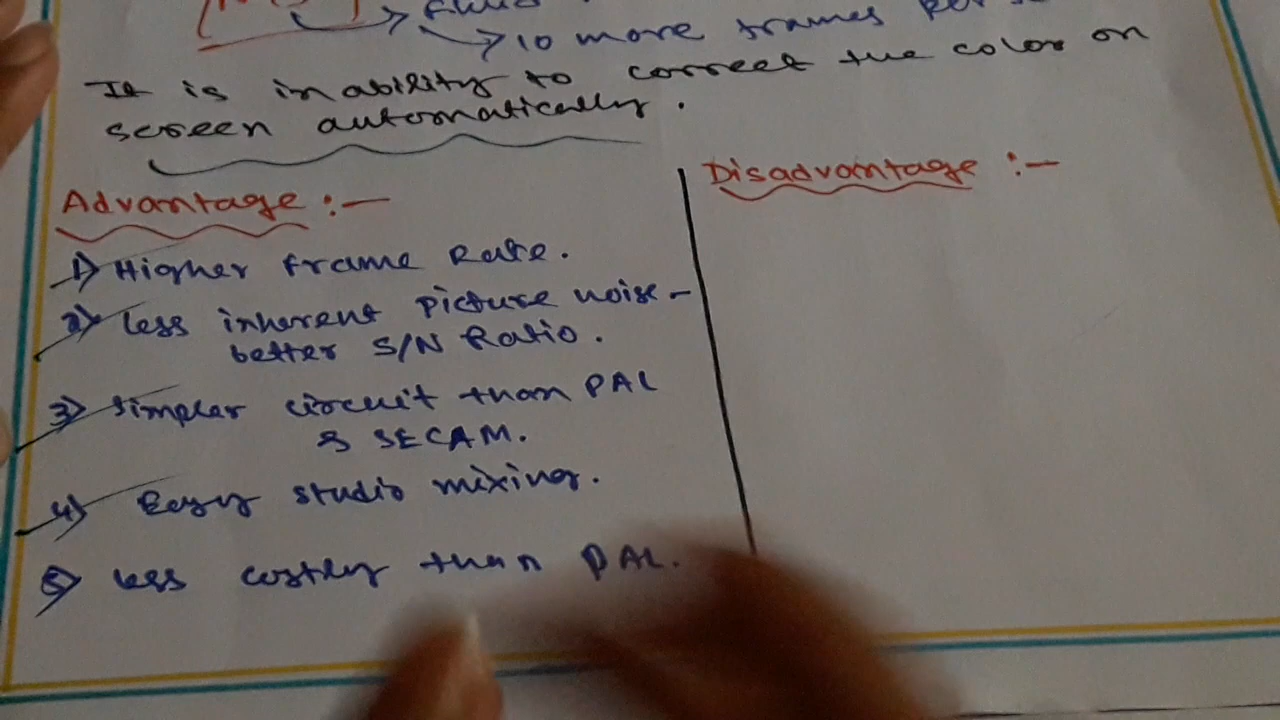 → 10 more frames per
It is inability to correct the color on
screen automatically.
Advantage :-
1) Higher frame Rate.
2) Less inherent picture noise -
better S/N Ratio.
3) Simpler circuit than PAL
& SECAM.
4) Easy studio mixing.
5) Less costly than PAL.
Disadvantage :-